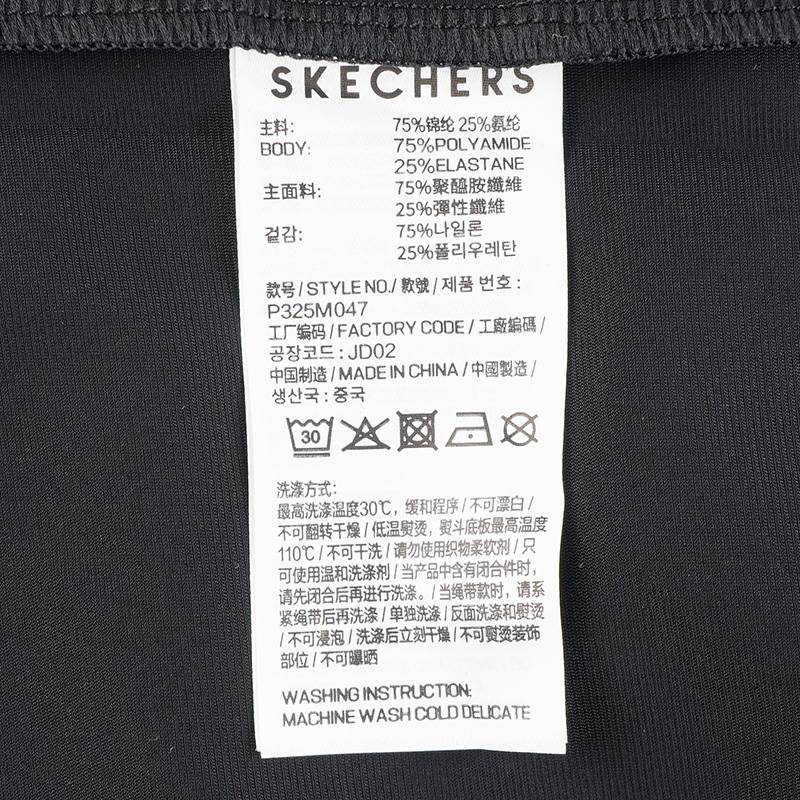 SKECHERS
主料: 75%锦纶 25%氨纶
BODY: 75%POLYAMIDE
25%ELASTANE
主面料: 75%聚醯胺纖維
25%彈性纖維
겉감: 75%나일론
25%폴리우레탄
款号/STYLE NO./款號/제품 번호:
P325M047
工厂编码/FACTORY CODE/工廠編碼/
공장코드:JD02
中国制造/MADE IN CHINA/中國製造/
생산국:중국
30
洗涤方式:
最高洗涤温度30℃, 缓和程序/不可漂白/
不可翻转干燥/低温熨烫, 熨斗底板最高温度
110℃/不可干洗/请勿使用织物柔软剂/只
可使用温和洗涤剂/当产品中含有闭合件时,
请先闭合后再进行洗涤。/当绳带款时, 请系
紧绳带后再洗涤/单独洗涤/反面洗涤和熨烫
/不可浸泡/洗涤后立刻干燥/不可熨烫装饰
部位/不可曝晒
WASHING INSTRUCTION:
MACHINE WASH COLD DELICATE